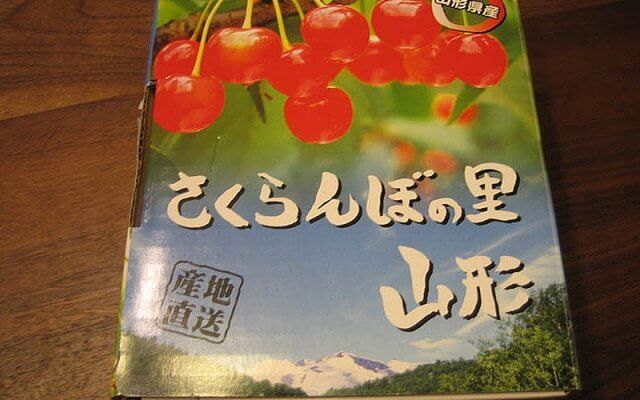 山形県産
さくらんぼの里
山形
産地
直送